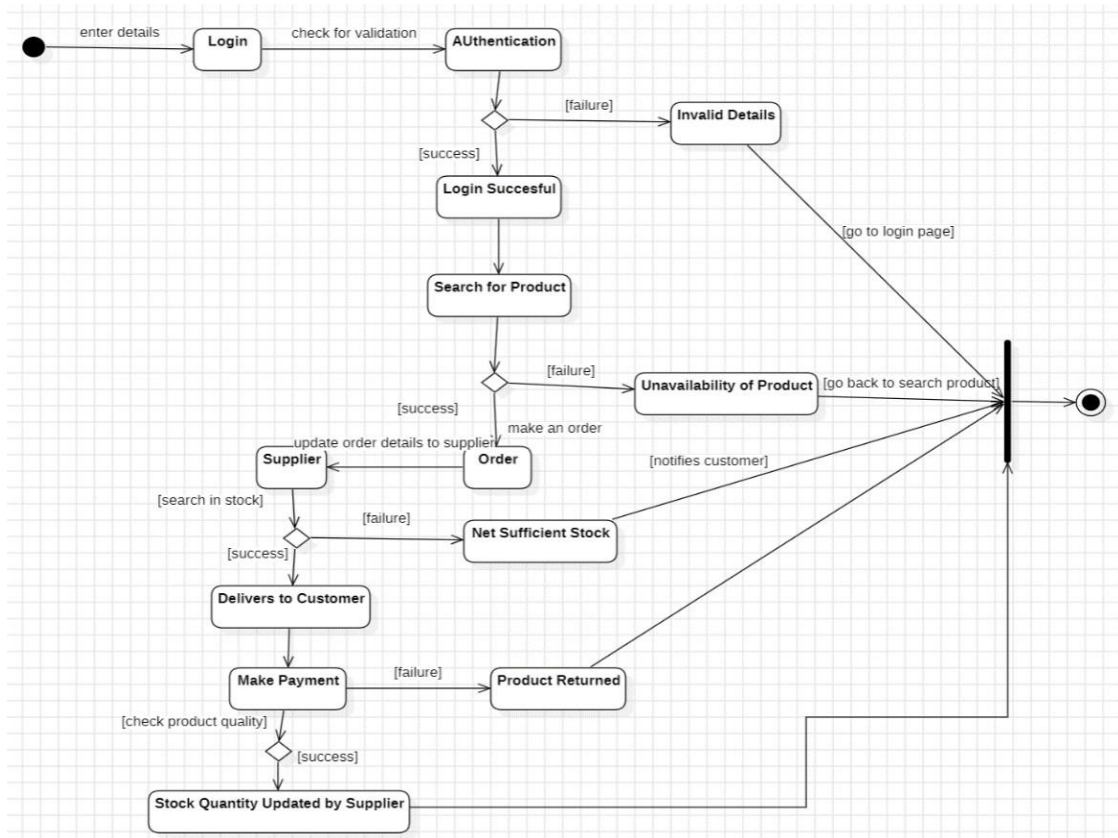 enter details
Login
check for validation
AUthentication
[failure]
Invalid Details
[success]
Login Succesful
[go to login page]
Search for Product
[failure]
Unavailability of Product
[go back to search product]
[success]
make an order
update order details to supplier
Supplier
Order
[notifies customer]
[search in stock]
[failure]
Net Sufficient Stock
[success]
Delivers to Customer
Make Payment
[failure]
Product Returned
[check product quality]
[success]
Stock Quantity Updated by Supplier